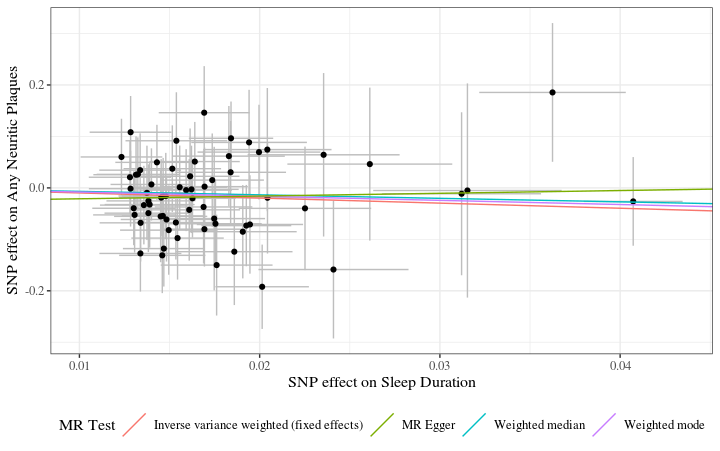 SNP effect on Any Neuritic Plaques
0.2
0.0
-0.2
0.01
0.02
0.03
0.04
SNP effect on Sleep Duration
MR Test
Inverse variance weighted (fixed effects)
MR Egger
Weighted median
Weighted mode